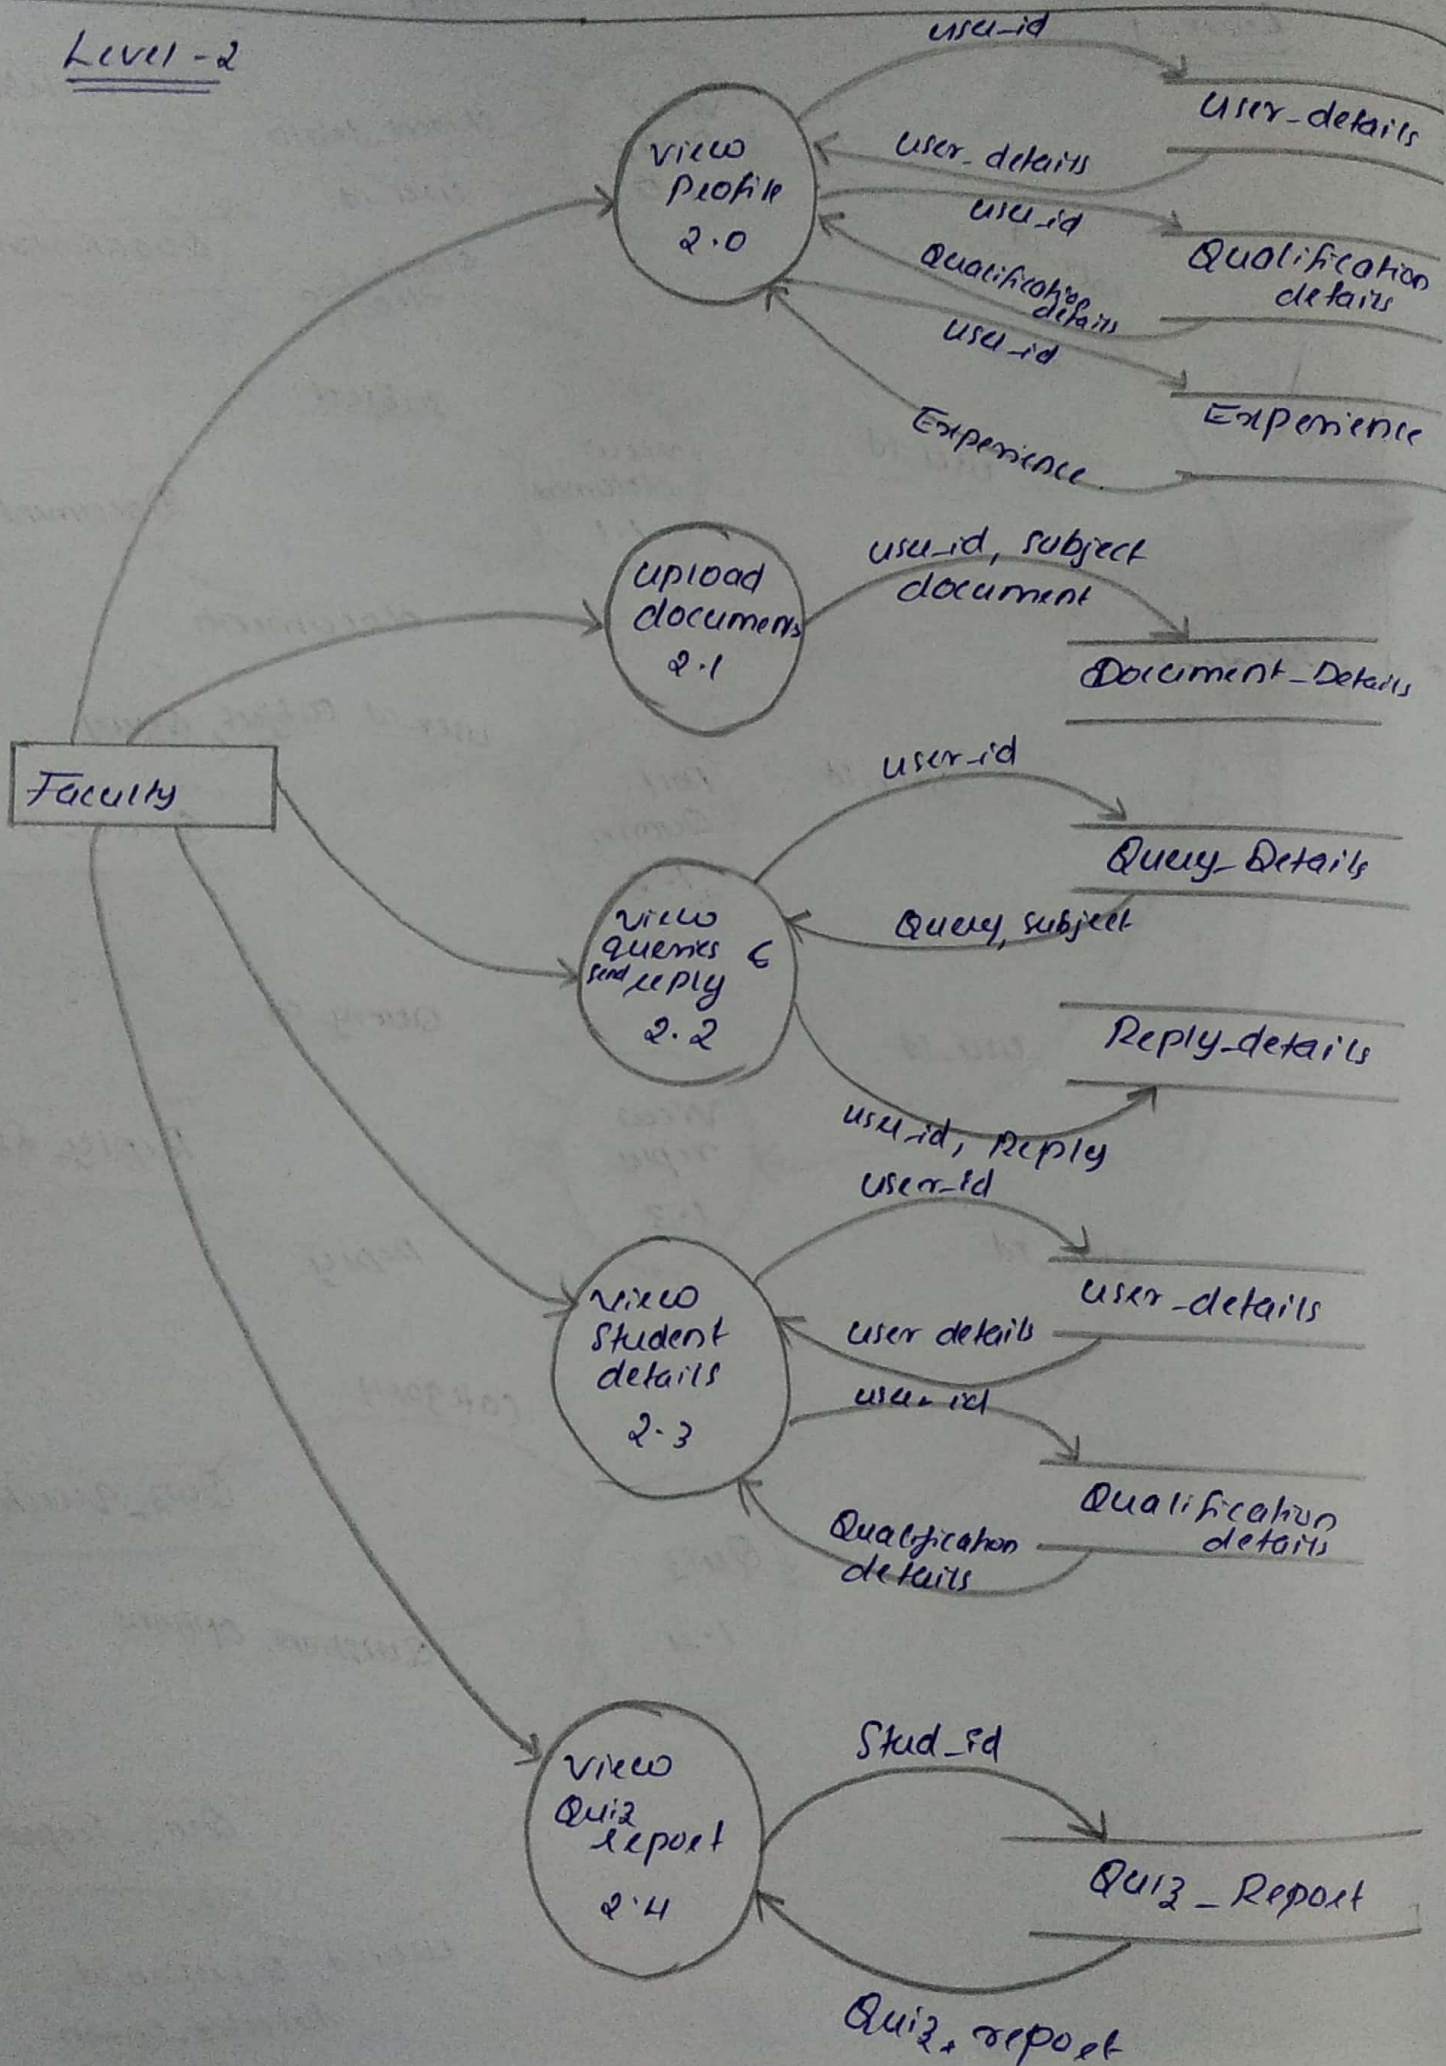 Level-2
user_id
User_details
user_details
View
Profile
2.0
user_id
Qualification
details
Qualification
details
user_id
Experience
Experience
user_id, subject
document
upload
documents
2.1
Document_Details
user_id
Faculty
Query_Details
Query, subject
View
queries &
send reply
2.2
Reply_details
user_id, Reply
user_id
user_details
View
Student
details
2.3
user details
user_id
Qualification
details
Qualification
details
Stud_id
View
Quiz
report
2.4
Quiz_Report
Quiz, report